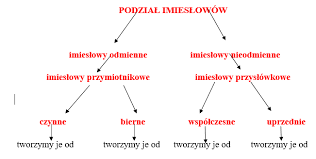 PODZIAŁ IMIESŁOWÓW
imiesłowy odmienne imiesłowy nieodmienne
imiesłowy przymiotnikowe imiesłowy przysłówkowe
czynne bierne współczesne uprzednie
tworzymy je od tworzymy je od tworzymy je od tworzymy je od